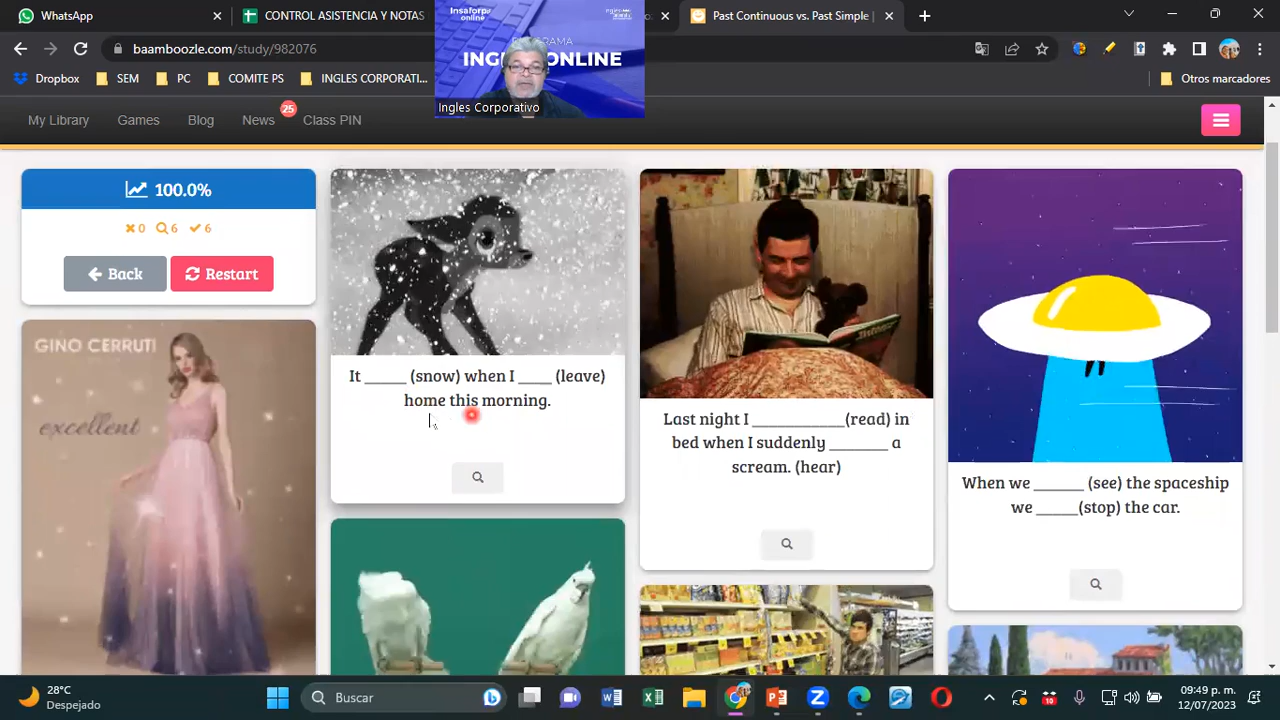 WhatsApp
CONTROL ASISTENCIA Y NOTAS
Past Continuous vs. Past Simple |
baamboozle.com/study/982076
Dropbox
SEM
PC
COMITE PS
INGLES CORPORATI...
Otros marcadores
Insaforp
online
INGLES ONLINE
Ingles Corporativo
My Library
Games
Blog
News
25
Class PIN
100.0%
0 6 6
Back
Restart
GINO CERRUTI
excellent
It _____ (snow) when I ____ (leave)
home this morning.
Last night I ___________(read) in
bed when I suddenly _______ a
scream. (hear)
When we ______ (see) the spaceship
we _____(stop) the car.
28°C
Despejado
Buscar
10
09:49 p. m.
12/07/2023